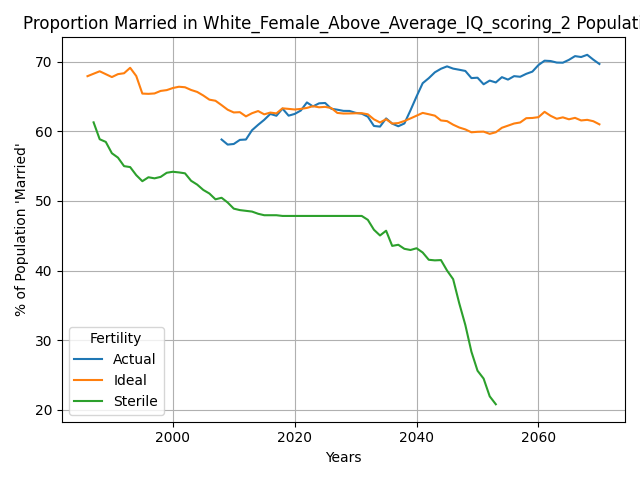 Proportion Married in White_Female_Above_Average_IQ_scoring_2 Populati
% of Population 'Married'
70
60
50
40
30
20
Fertility
Actual
Ideal
Sterile
2000
2020
2040
2060
Years